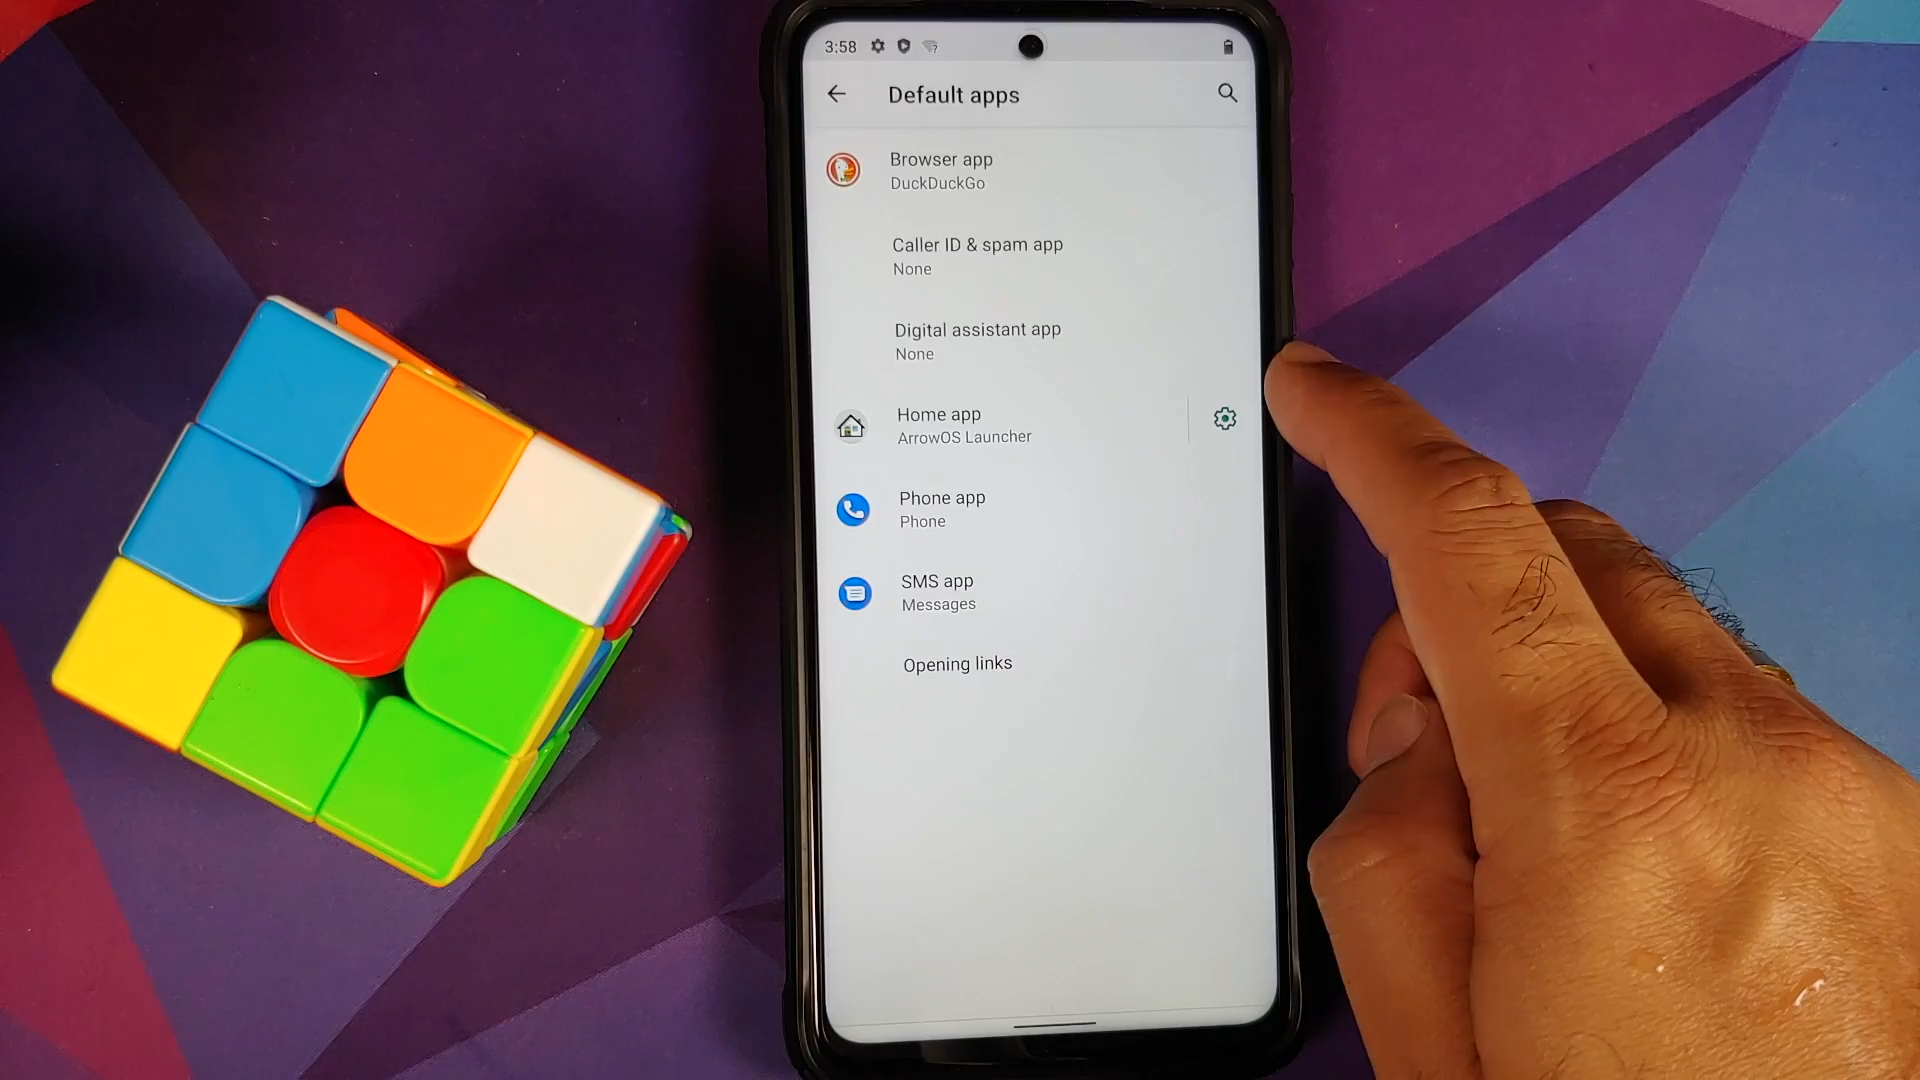 3:58
Default apps
Browser app
DuckDuckGo
Caller ID & spam app
None
Digital assistant app
None
Home app
ArrowOS Launcher
Phone app
Phone
SMS app
Messages
Opening links